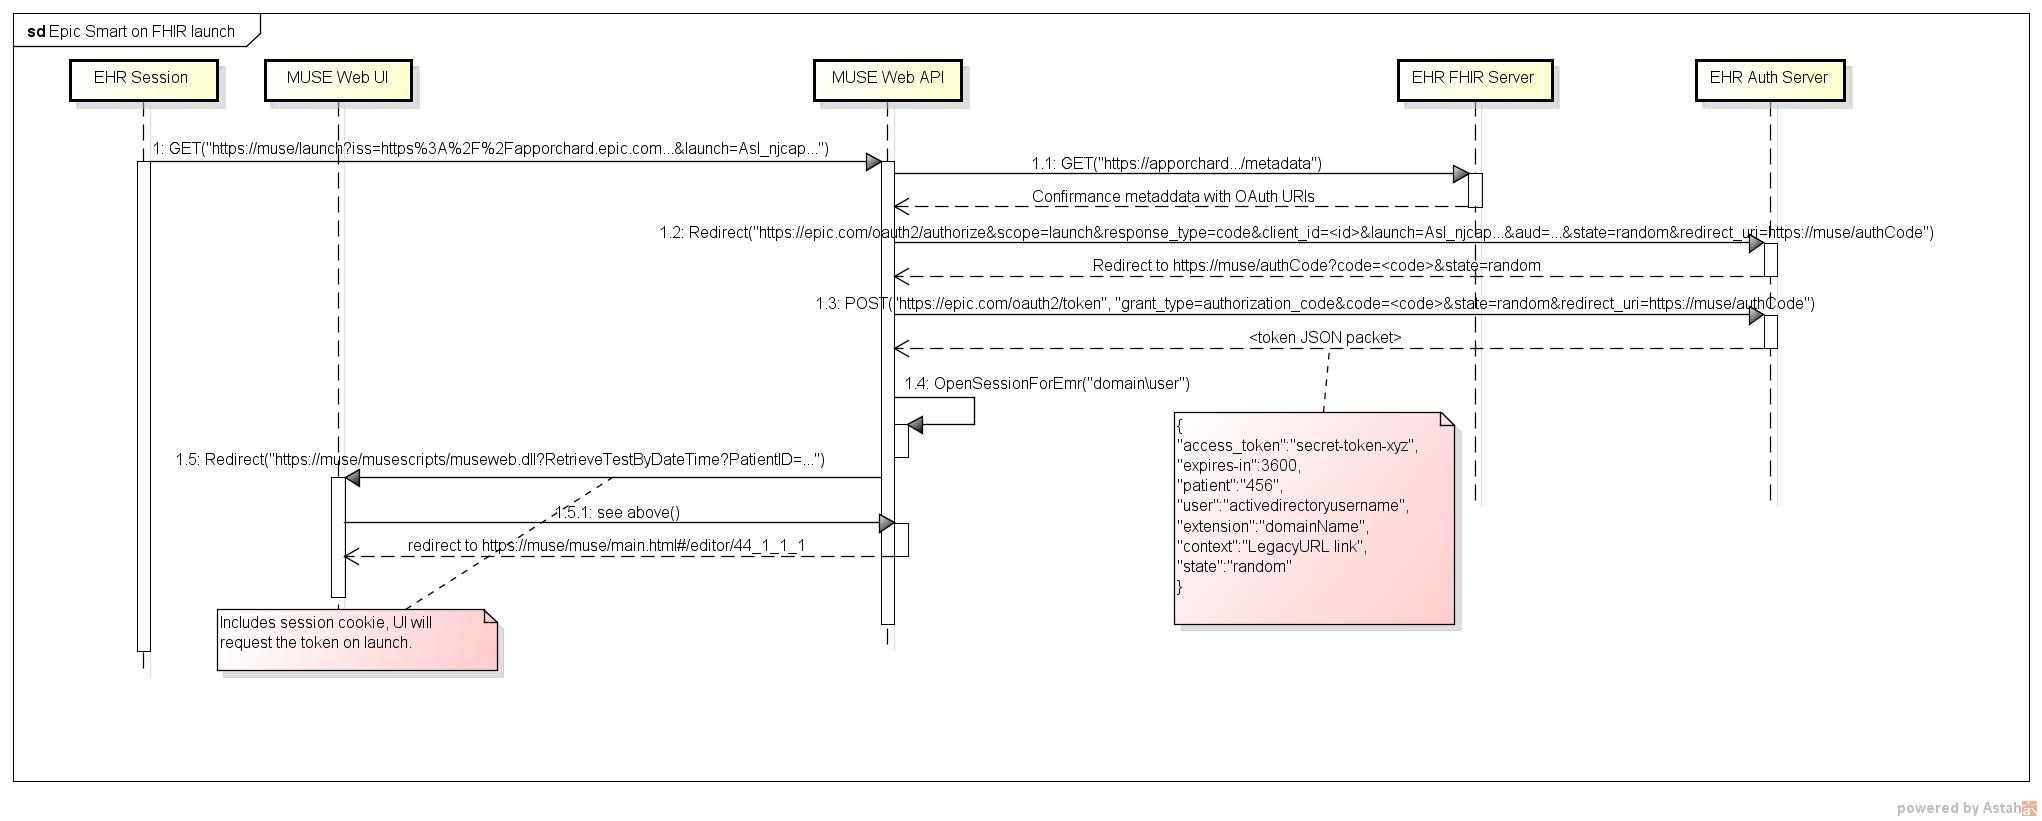 sd Epic Smart on FHIR launch
EHR Session
MUSE Web UI
MUSE Web API
EHR FHIR Server
EHR Auth Server
1: GET("https://muse/launch?iss=https%3A%2F%2Fapporchard.epic.com...&launch=Asl_njcap...")
1.1: GET("https://apporchard.../metadata")
Confirmance metaddata with OAuth URIs
1.2: Redirect("https://epic.com/oauth2/authorize&scope=launch&response_type=code&client_id=<id>&launch=Asl_njcap...&aud=...&state=random&redirect_uri=https://muse/authCode")
Redirect to https://muse/authCode?code=<code>&state=random
1.3: POST("https://epic.com/oauth2/token", "grant_type=authorization_code&code=<code>&state=random&redirect_uri=https://muse/authCode")
<token JSON packet>
1.4: OpenSessionForEmr("domain\user")
{
"access_token":"secret-token-xyz",
"expires-in":3600,
"patient":"456",
"user":"activedirectoryusername",
"extension":"domainName",
"context":"LegacyURL link",
"state":"random"
}
1.5: Redirect("https://muse/musescripts/museweb.dll?RetrieveTestByDateTime?PatientID=...")
1.5.1: see above()
redirect to https://muse/muse/main.html#/editor/44_1_1_1
Includes session cookie, UI will
request the token on launch.
powered by Astah